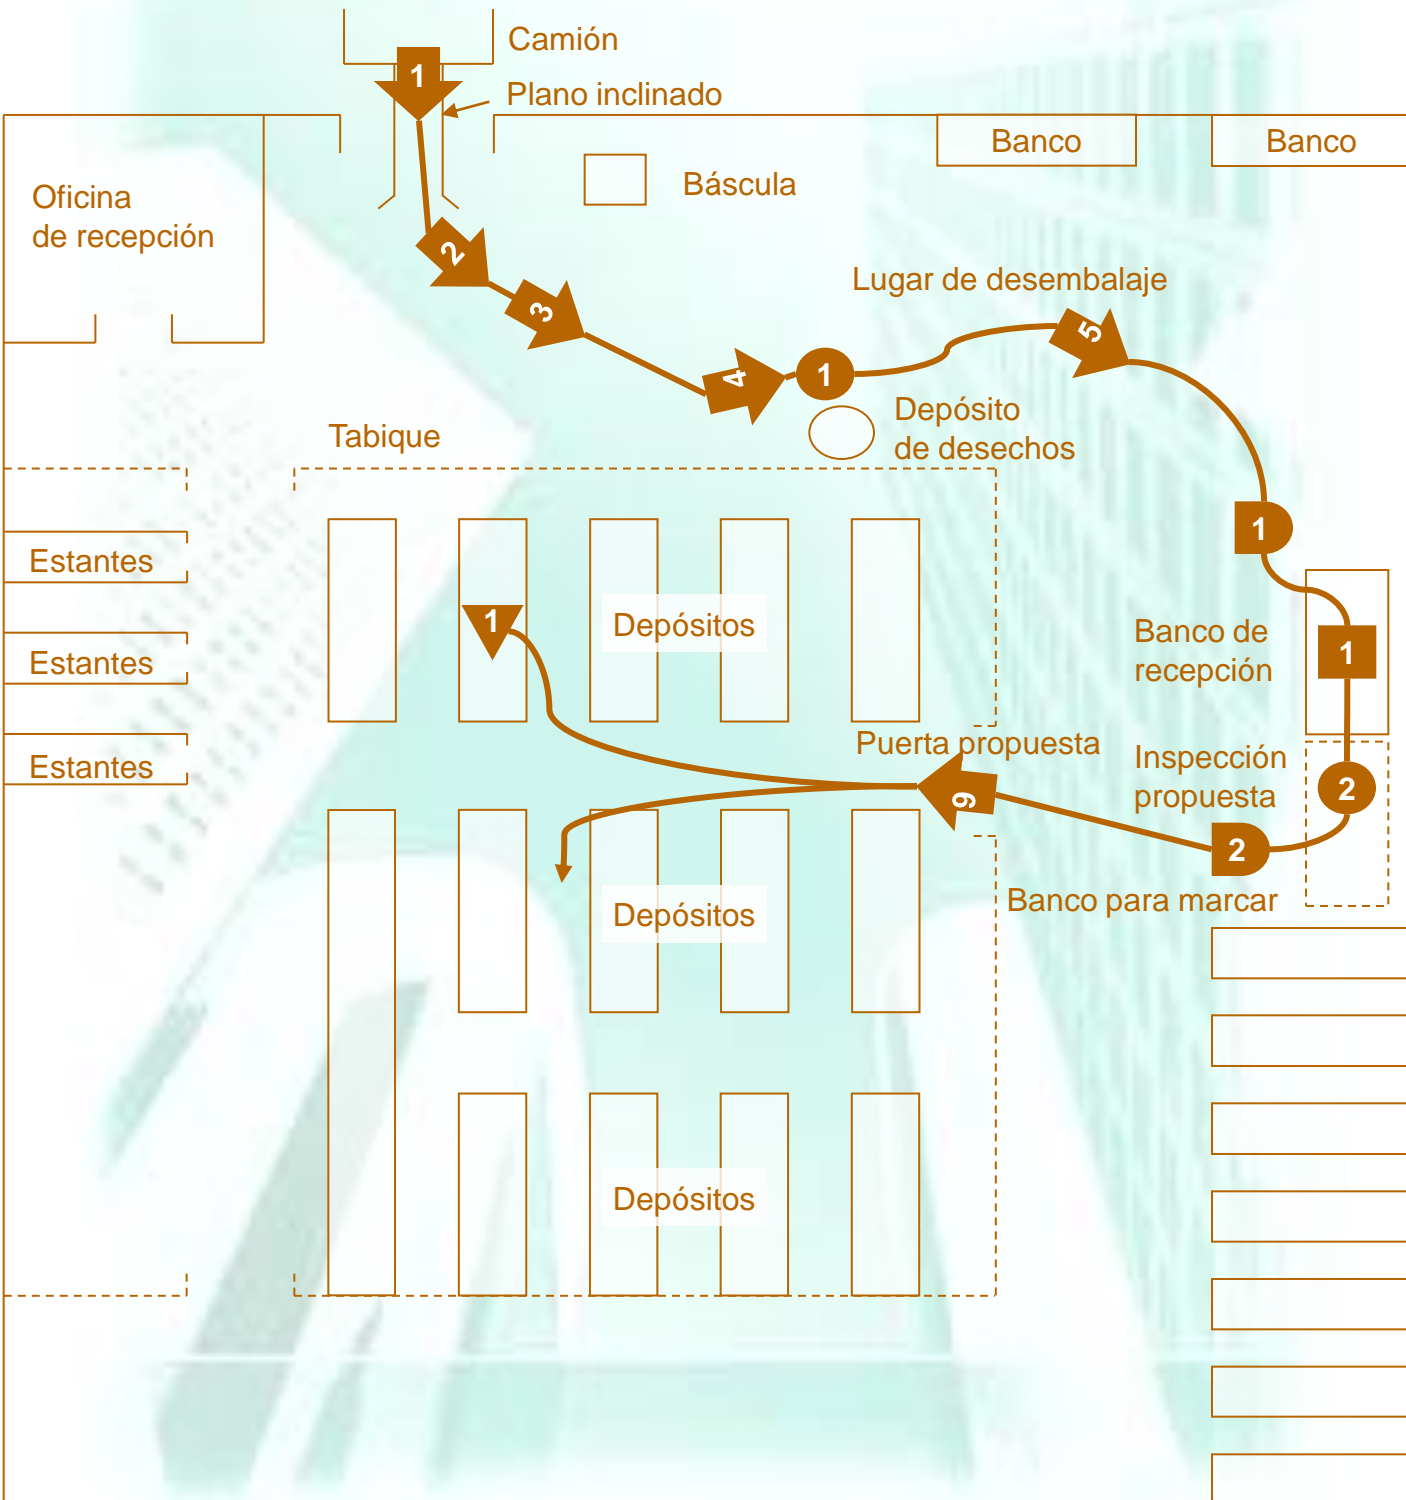 Camión
1
Plano inclinado
Banco
Banco
Báscula
Oficina
de recepción
2
3
Lugar de desembalaje
5
4
1
Depósito
de desechos
Tabique
1
Estantes
1
Depósitos
Banco de
recepción
1
Estantes
Puerta propuesta
Inspección
propuesta
Estantes
6
2
2
Banco para marcar
Depósitos
Depósitos